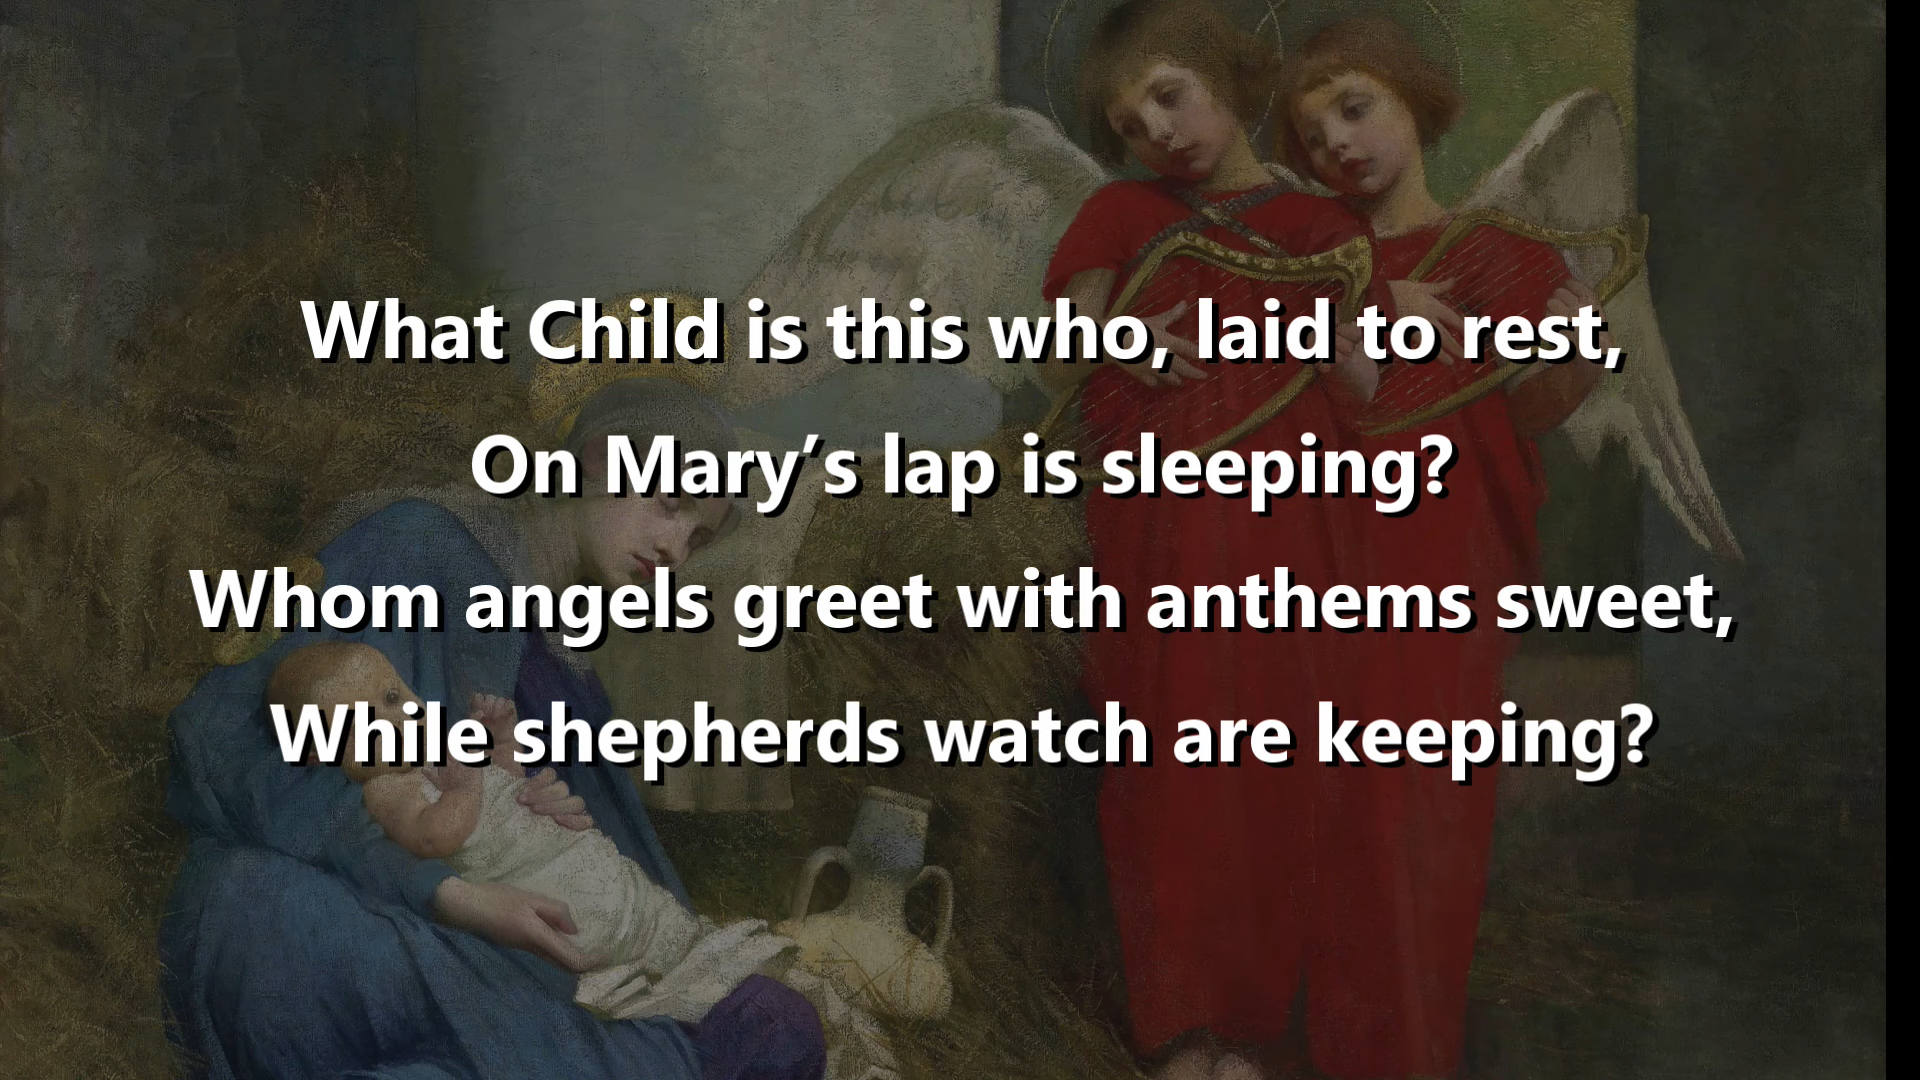 What Child is this who, laid to rest,
On Mary’s lap is sleeping?
Whom angels greet with anthems sweet,
While shepherds watch are keeping?